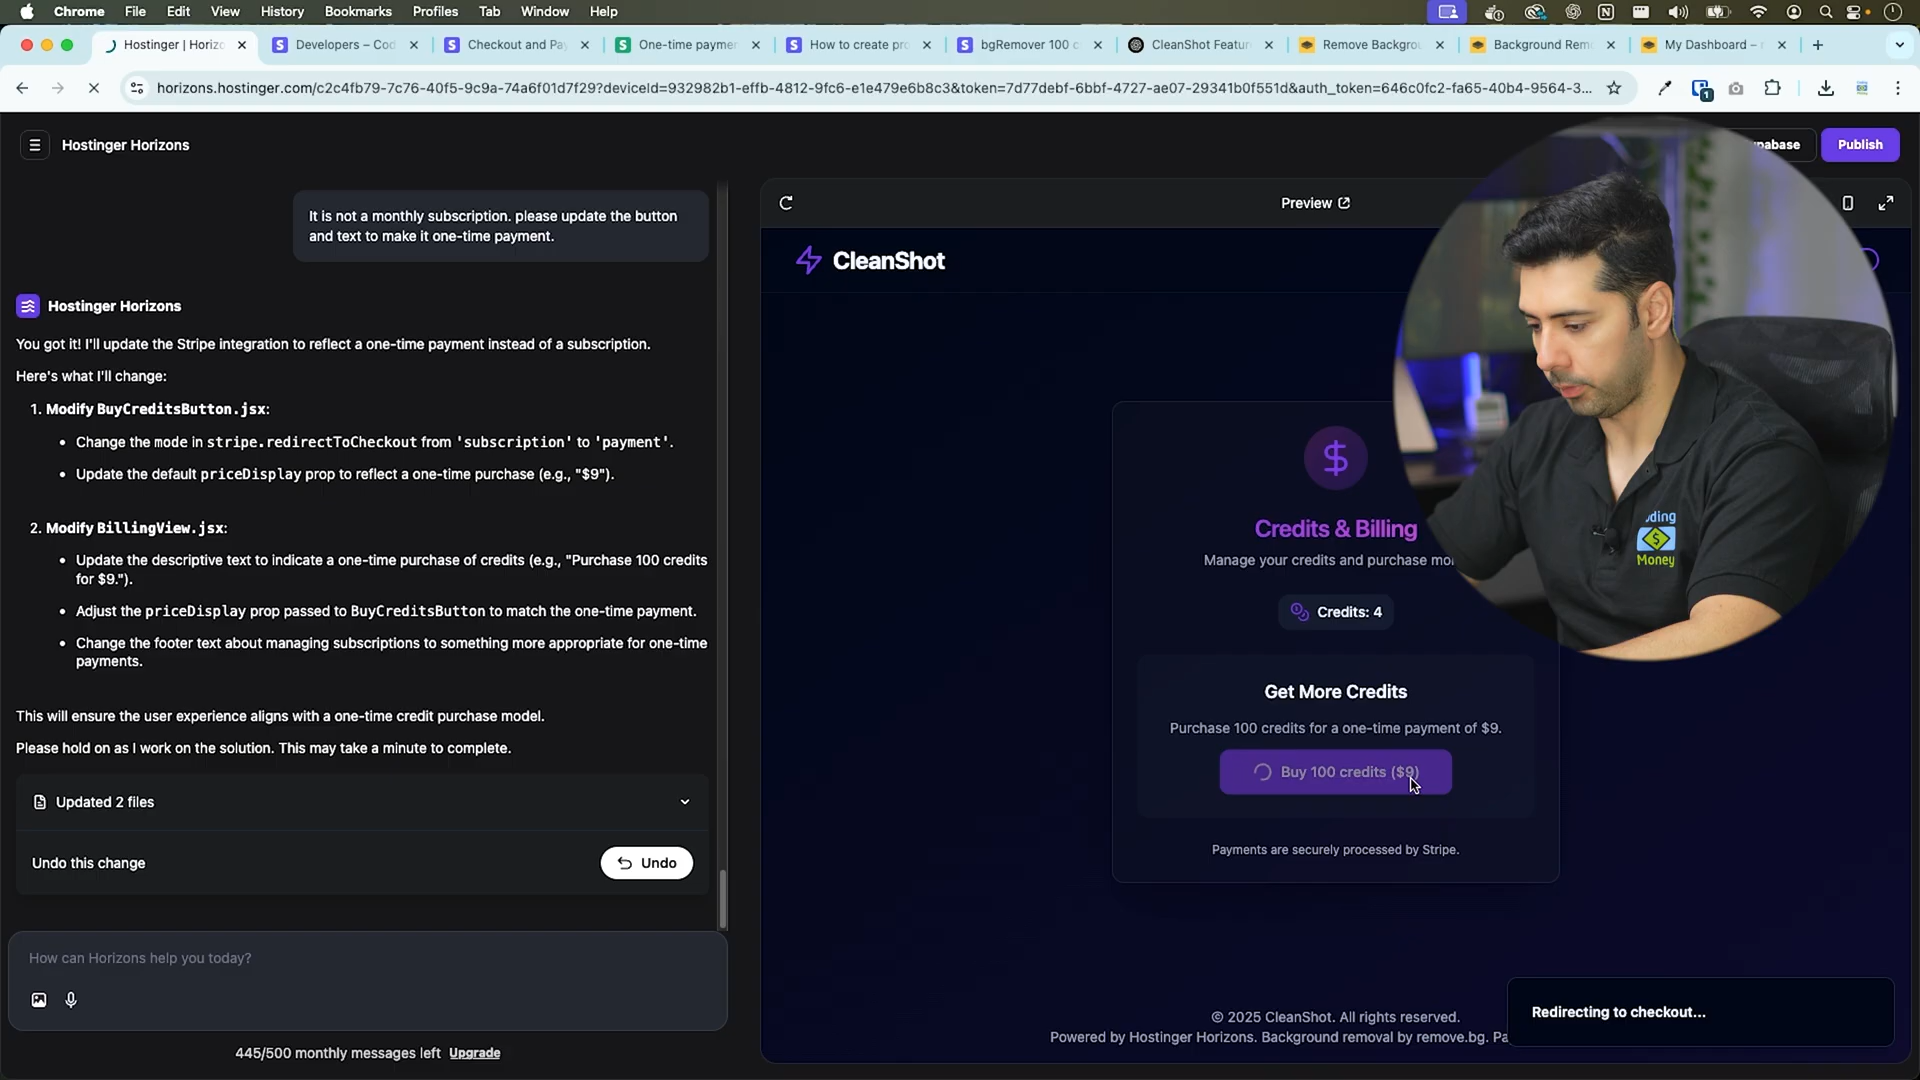 Chrome File Edit View History Bookmarks Profiles Tab Window Help
Hostinger | Horizo
Developers – Cod
Checkout and Pay
One-time paymen
How to create pro
bgRemover 100 c
CleanShot Featur
Remove Backgrou
Background Rem
My Dashboard –
horizons.hostinger.com/c2c4fb79-7c76-40f5-9c9a-74a6f01d7f29?deviceId=932982b1-effb-4812-9fc6-e1e479e6b8c3&token=7d77debf-6bbf-4727-ae07-29341b0f551d&auth_token=646c0fc2-fa65-40b4-9564-3...
Hostinger Horizons
pabase
Publish
It is not a monthly subscription. please update the button
and text to make it one-time payment.
Hostinger Horizons
You got it! I'll update the Stripe integration to reflect a one-time payment instead of a subscription.
Here's what I'll change:
1. Modify BuyCreditsButton.jsx:
• Change the mode in stripe.redirectToCheckout from 'subscription' to 'payment'.
• Update the default priceDisplay prop to reflect a one-time purchase (e.g., "$9").
2. Modify BillingView.jsx:
• Update the descriptive text to indicate a one-time purchase of credits (e.g., "Purchase 100 credits
for $9.").
• Adjust the priceDisplay prop passed to BuyCreditsButton to match the one-time payment.
• Change the footer text about managing subscriptions to something more appropriate for one-time
payments.
This will ensure the user experience aligns with a one-time credit purchase model.
Please hold on as I work on the solution. This may take a minute to complete.
Updated 2 files
Undo this change
Undo
How can Horizons help you today?
445/500 monthly messages left Upgrade
Preview
CleanShot
Credits & Billing
Manage your credits and purchase mo
Credits: 4
Get More Credits
Purchase 100 credits for a one-time payment of $9.
Buy 100 credits ($9)
Payments are securely processed by Stripe.
Redirecting to checkout...
© 2025 CleanShot. All rights reserved.
Powered by Hostinger Horizons. Background removal by remove.bg. Pa
ding
$
Money